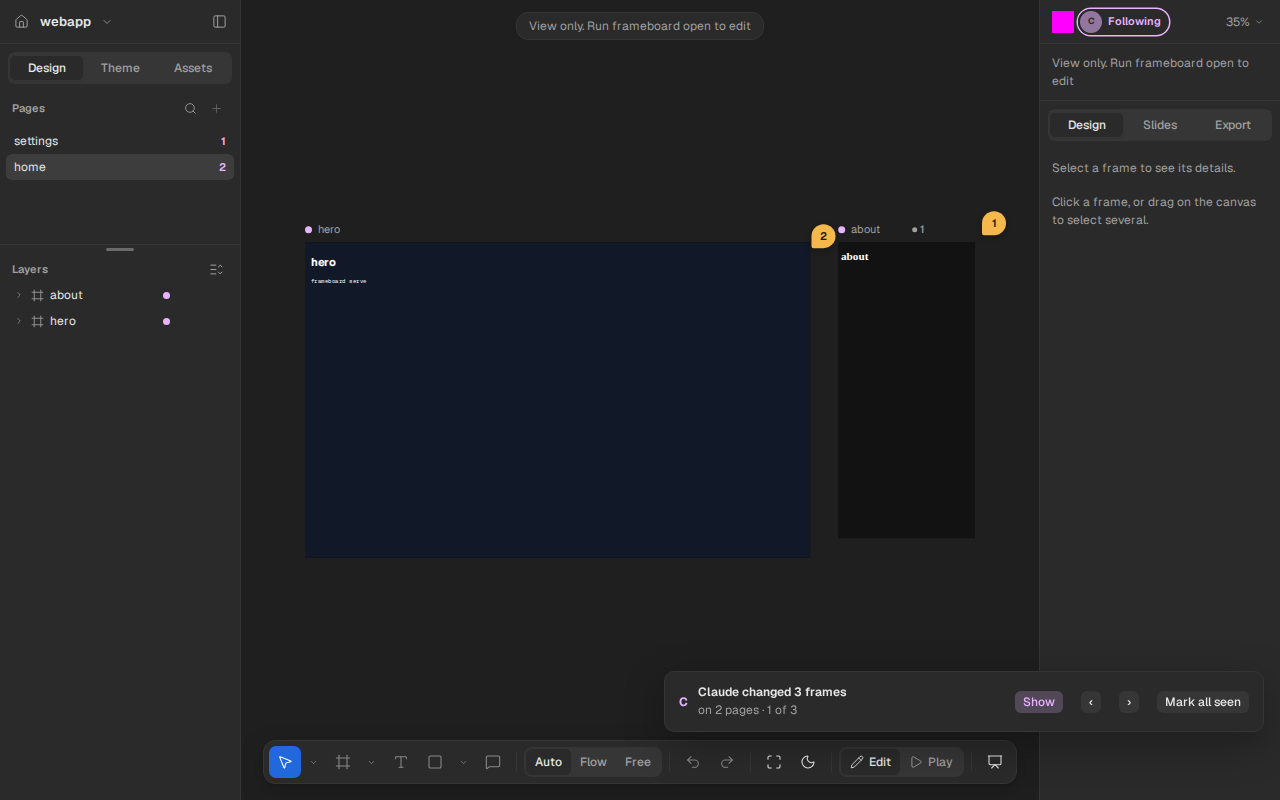 webapp
View only. Run frameboard open to edit
C Following
35%
Design Theme Assets
View only. Run frameboard open to
edit
Pages
Design Slides Export
settings 1
home 2
Select a frame to see its details.
Click a frame, or drag on the canvas
to select several.
hero
2
about
1
1
hero
frameboard serve
about
Layers
about
hero
C
Claude changed 3 frames
on 2 pages · 1 of 3
Show ‹ › Mark all seen
Auto Flow Free Edit Play